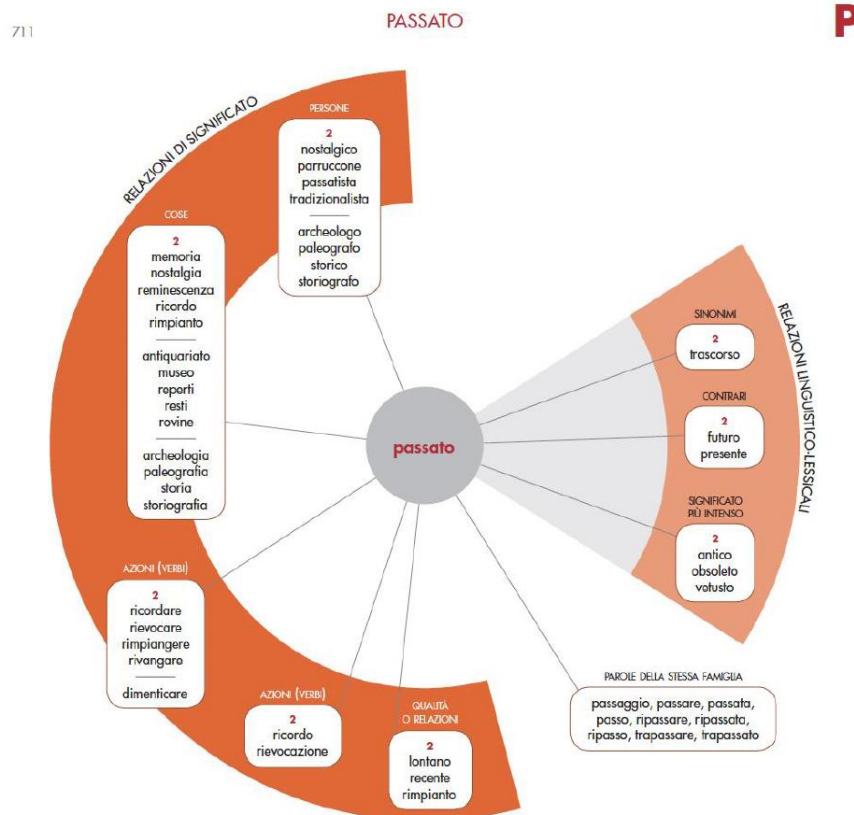 711
PASSATO
P
RELAZIONI DI SIGNIFICATO
PERSONE
2
nostalgico
parruccone
passatista
tradizionalista
archeologo
paleografo
storico
storiografo
COSE
2
memoria
nostalgia
reminescenza
ricordo
rimpianto
antiquariato
museo
reperti
resti
rovine
archeologia
paleografia
storia
storiografia
AZIONI (VERBI)
2
ricordare
rievocare
rimpiangere
rivangare
dimenticare
AZIONI (VERBI)
2
ricordo
rievocazione
QUALITÀ
O RELAZIONI
2
lontano
recente
rimpianto
passato
RELAZIONI LINGUISTICO-LESSICALI
SINONIMI
2
trascorso
CONTRARI
2
futuro
presente
SIGNIFICATO
PIÙ INTENSO
2
antico
obsoleto
vetusto
PAROLE DELLA STESSA FAMIGLIA
passaggio, passare, passata,
passo, ripassare, ripassata,
ripasso, trapassare, trapassato